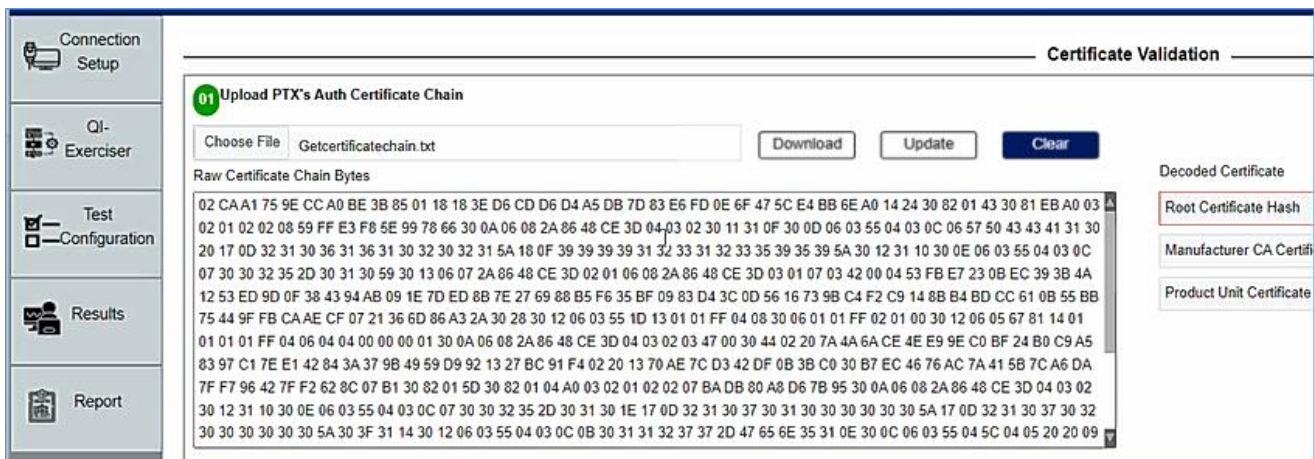 Connection
Setup
QI-
Exerciser
Test
Configuration
Results
Report
Certificate Validation
01 Upload PTX's Auth Certificate Chain
Choose File Getcertificatechain.txt Download Update Clear
Raw Certificate Chain Bytes
02 CA A1 75 9E CC A0 BE 3B 85 01 18 18 3E D6 CD D6 D4 A5 DB 7D 83 E6 FD 0E 6F 47 5C E4 BB 6E A0 14 24 30 82 01 43 30 81 EB A0 03
02 01 02 02 08 59 FF E3 F8 5E 99 78 66 30 0A 06 08 2A 86 48 CE 3D 04 03 02 30 11 31 0F 30 0D 06 03 55 04 03 0C 06 57 50 43 43 41 31 30
20 17 0D 32 31 30 36 31 36 31 30 32 30 32 31 5A 18 0F 39 39 39 39 31 32 33 31 32 33 35 39 35 39 5A 30 12 31 10 30 0E 06 03 55 04 03 0C
07 30 30 32 35 2D 30 31 30 59 30 13 06 07 2A 86 48 CE 3D 02 01 06 08 2A 86 48 CE 3D 03 01 07 03 42 00 04 53 FB E7 23 0B EC 39 3B 4A
12 53 ED 9D 0F 38 43 94 AB 09 1E 7D ED 8B 7E 27 69 88 B5 F6 35 BF 09 83 D4 3C 0D 56 16 73 9B C4 F2 C9 14 8B B4 BD CC 61 0B 55 BB
75 44 9F FB CA AE CF 07 21 36 6D 86 A3 2A 30 28 30 12 06 03 55 1D 13 01 01 FF 04 08 30 06 01 01 FF 02 01 00 30 12 06 05 67 81 14 01
01 01 01 FF 04 06 04 04 00 00 00 01 30 0A 06 08 2A 86 48 CE 3D 04 03 02 03 47 00 30 44 02 20 7A 4A 6A CE 4E E9 9E C0 BF 24 B0 C9 A5
83 97 C1 7E E1 42 84 3A 37 9B 49 59 D9 92 13 27 BC 91 F4 02 20 13 70 AE 7C D3 42 DF 0B 3B C0 30 B7 EC 46 76 AC 7A 41 5B 7C A6 DA
7F F7 96 42 7F F2 62 8C 07 B1 30 82 01 5D 30 82 01 04 A0 03 02 01 02 02 07 BA DB 80 A8 D6 7B 95 30 0A 06 08 2A 86 48 CE 3D 04 03 02
30 12 31 10 30 0E 06 03 55 04 03 0C 07 30 30 32 35 2D 30 31 30 1E 17 0D 32 31 30 37 30 31 30 30 30 30 30 30 5A 17 0D 32 31 30 37 30 32
30 30 30 30 30 30 5A 30 3F 31 14 30 12 06 03 55 04 03 0C 0B 30 31 31 32 37 37 2D 47 65 6E 35 31 0E 30 0C 06 03 55 04 5C 04 05 20 20 09
Decoded Certificate
Root Certificate Hash
Manufacturer CA Certifi
Product Unit Certificate